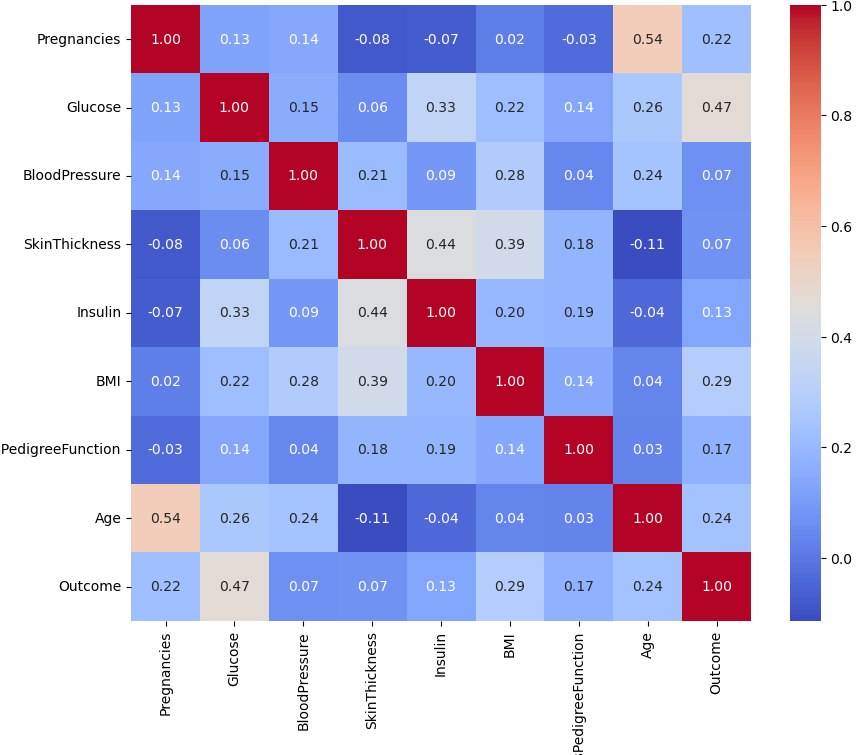 Pregnancies 1.00 0.13 0.14 -0.08 -0.07 0.02 -0.03 0.54 0.22
Glucose 0.13 1.00 0.15 0.06 0.33 0.22 0.14 0.26 0.47
BloodPressure 0.14 0.15 1.00 0.21 0.09 0.28 0.04 0.24 0.07
SkinThickness -0.08 0.06 0.21 1.00 0.44 0.39 0.18 -0.11 0.07
Insulin -0.07 0.33 0.09 0.44 1.00 0.20 0.19 -0.04 0.13
BMI 0.02 0.22 0.28 0.39 0.20 1.00 0.14 0.04 0.29
PedigreeFunction -0.03 0.14 0.04 0.18 0.19 0.14 1.00 0.03 0.17
Age 0.54 0.26 0.24 -0.11 -0.04 0.04 0.03 1.00 0.24
Outcome 0.22 0.47 0.07 0.07 0.13 0.29 0.17 0.24 1.00
Pregnancies
Glucose
BloodPressure
SkinThickness
Insulin
BMI
sPedigreeFunction
Age
Outcome
1.0
0.8
0.6
0.4
0.2
0.0